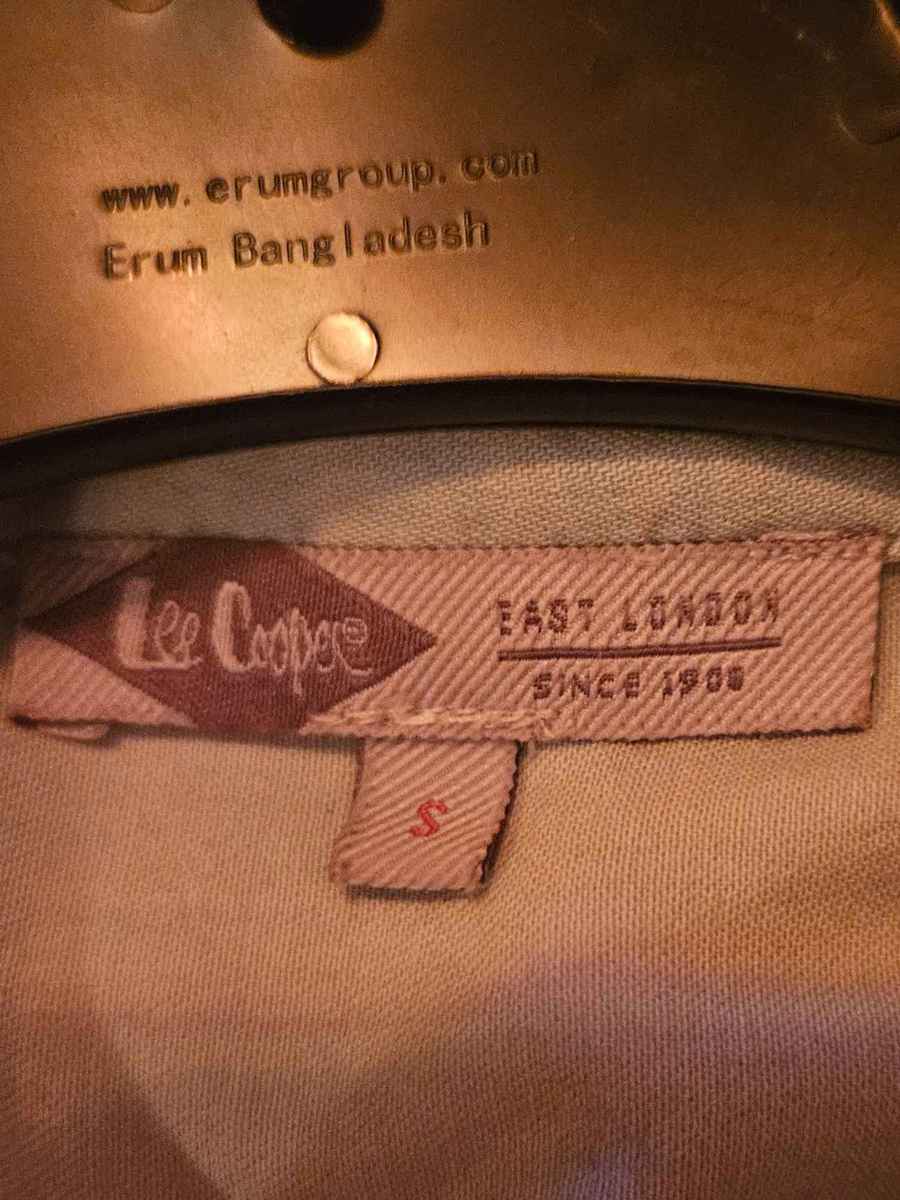 www.erumgroup.com
Erum Bangladesh
Lee Cooper
EAST LONDON
SINCE 1908
S